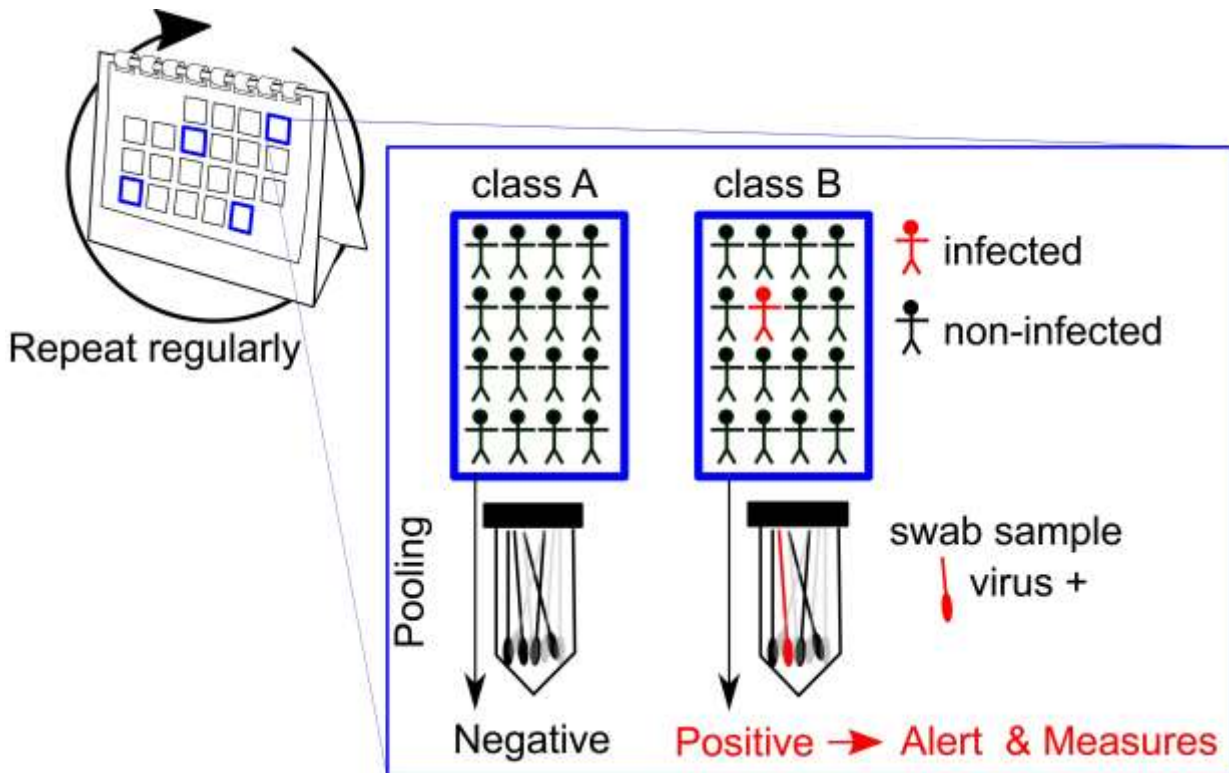 Repeat regularly
class A
class B
infected
non-infected
Pooling
swab sample
virus +
Negative
Positive
Alert & Measures